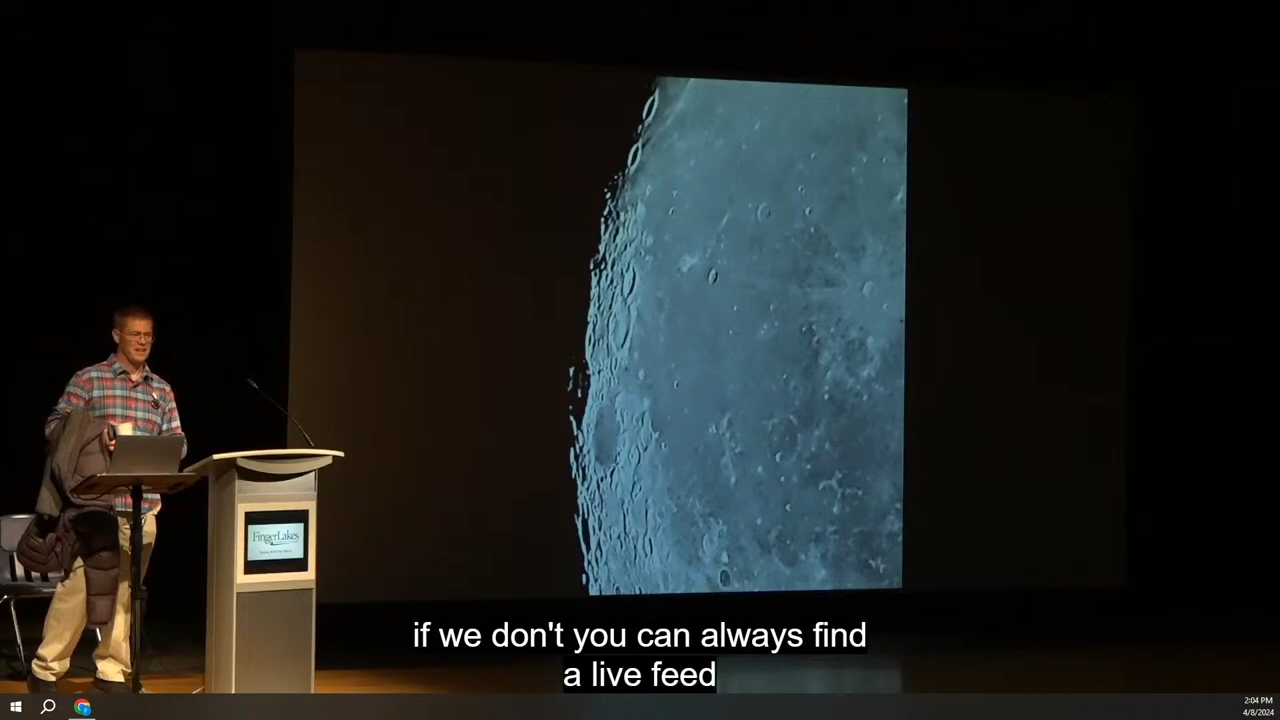 FingerLakes
if we don't you can always find
a live feed
2:04 PM
4/8/2024